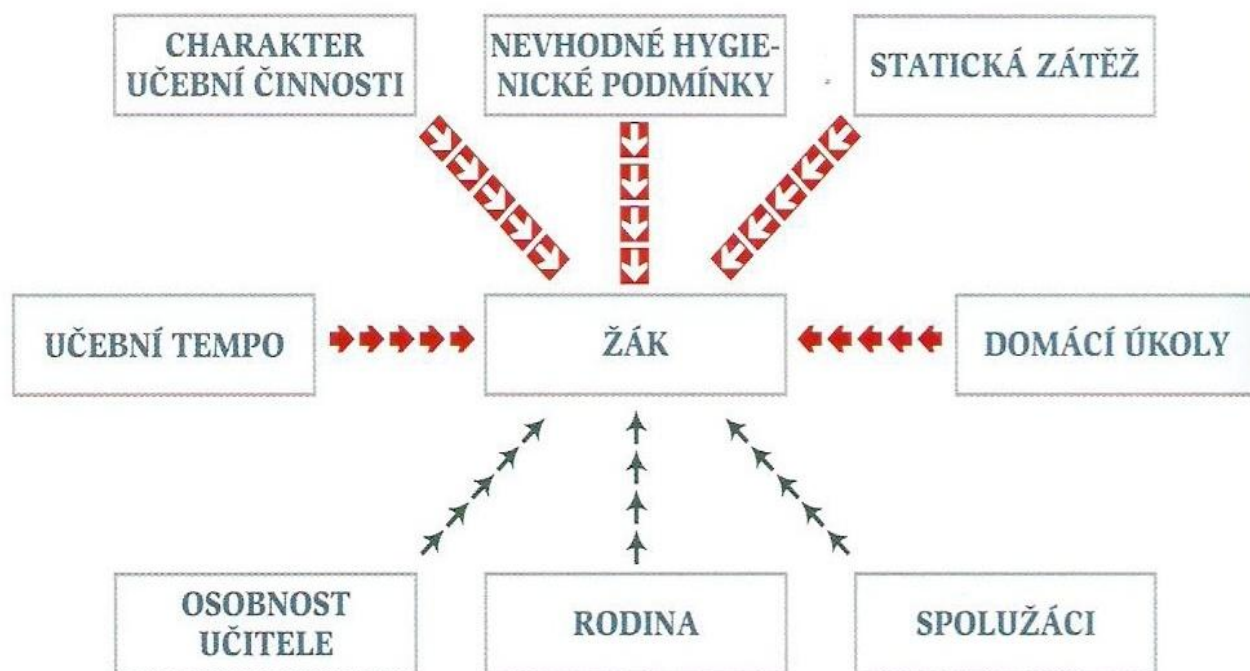 CHARAKTER
UČEBNÍ ČINNOSTI
NEVHODNÉ HYGIE-
NICKÉ PODMÍNKY
STATICKÁ ZÁTĚŽ
UČEBNÍ TEMPO
ŽÁK
DOMÁCÍ ÚKOLY
OSOBNOST
UČITELE
RODINA
SPOLUŽÁCI